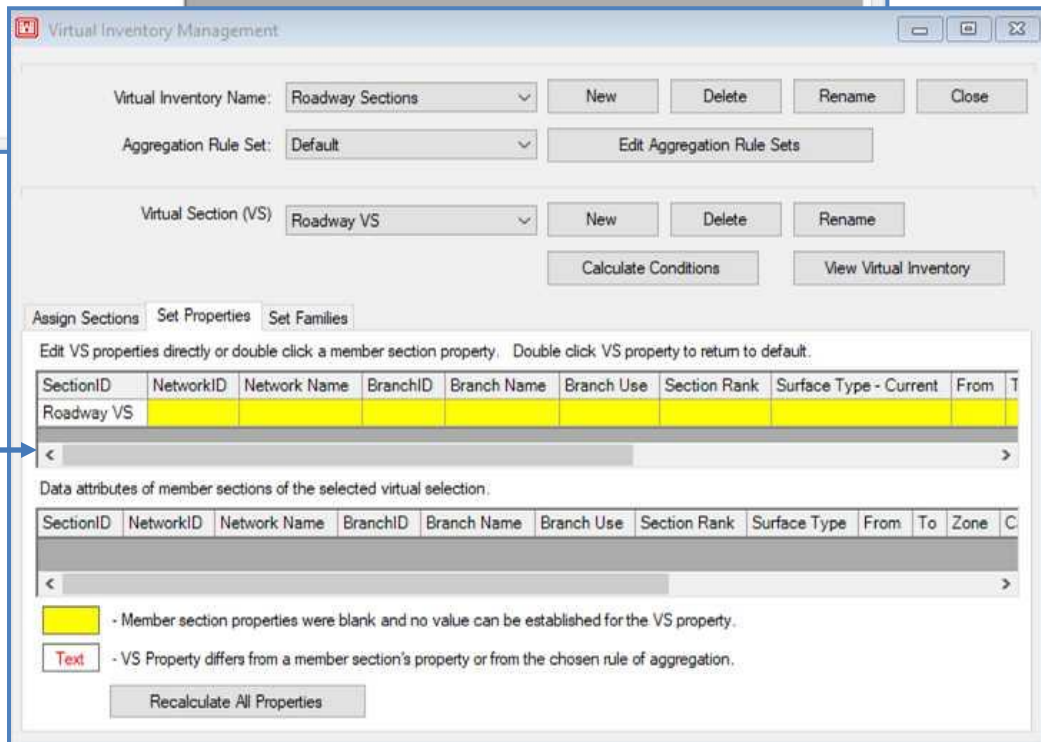 Virtual Inventory Management
Virtual Inventory Name: Roadway Sections New Delete Rename Close
Aggregation Rule Set: Default Edit Aggregation Rule Sets
Virtual Section (VS) Roadway VS New Delete Rename
Calculate Conditions View Virtual Inventory
Assign Sections Set Properties Set Families
Edit VS properties directly or double click a member section property. Double click VS property to return to default.
SectionID NetworkID Network Name BranchID Branch Name Branch Use Section Rank Surface Type - Current From T
Roadway VS
Data attributes of member sections of the selected virtual selection.
SectionID NetworkID Network Name BranchID Branch Name Branch Use Section Rank Surface Type From To Zone C
- Member section properties were blank and no value can be established for the VS property.
Text - VS Property differs from a member section's property or from the chosen rule of aggregation.
Recalculate All Properties